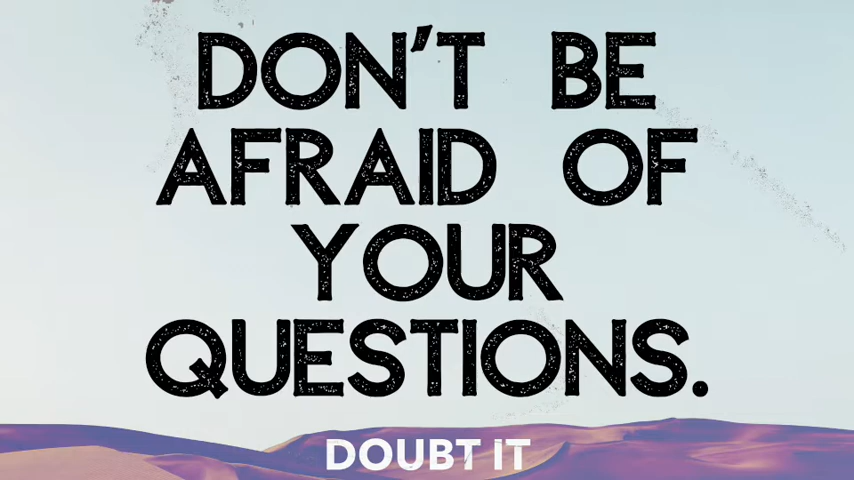 DON'T BE
AFRAID OF
YOUR
QUESTIONS.
DOUBT iT